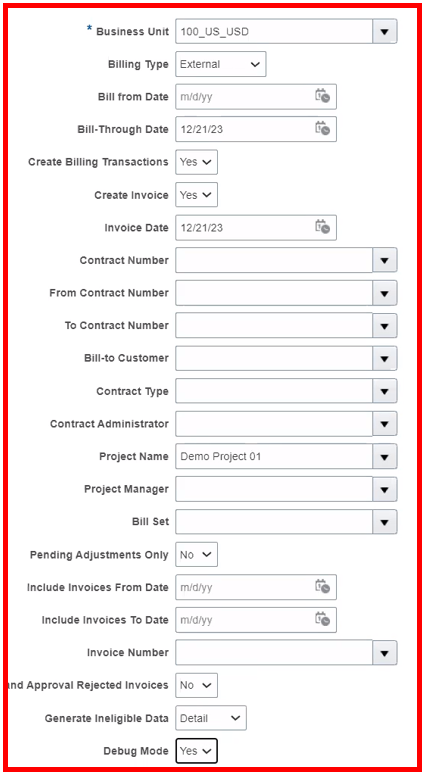 * Business Unit 100_US_USD
Billing Type External
Bill from Date m/d/yy
Bill-Through Date 12/21/23
Create Billing Transactions Yes
Create Invoice Yes
Invoice Date 12/21/23
Contract Number
From Contract Number
To Contract Number
Bill-to Customer
Contract Type
Contract Administrator
Project Name Demo Project 01
Project Manager
Bill Set
Pending Adjustments Only No
Include Invoices From Date m/d/yy
Include Invoices To Date m/d/yy
Invoice Number
and Approval Rejected Invoices No
Generate Ineligible Data Detail
Debug Mode Yes